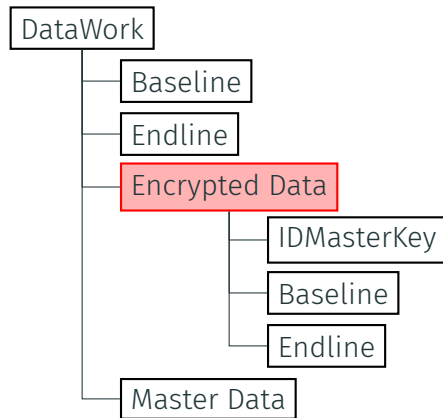 DataWork
Baseline
Endline
Encrypted Data
IDMasterKey
Baseline
Endline
Master Data